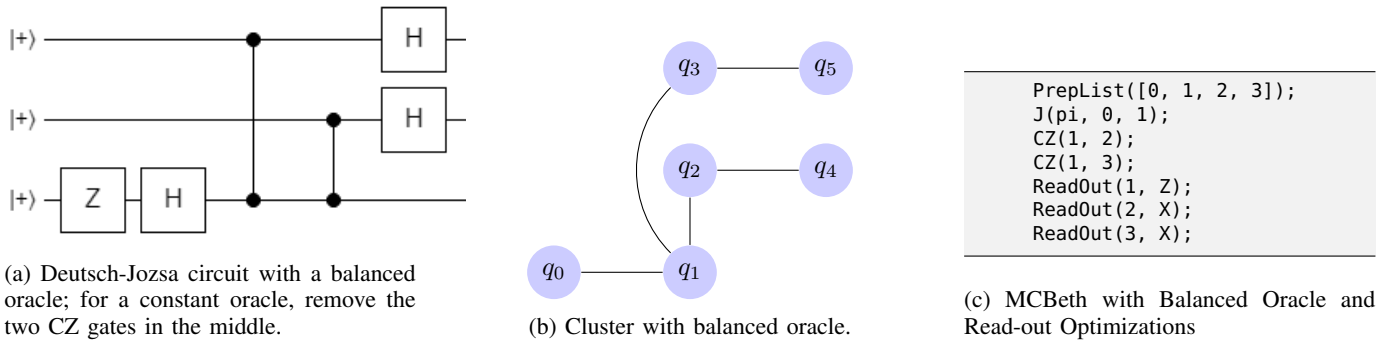 |+⟩
H
|+⟩
H
|+⟩
Z
H
(a) Deutsch-Jozsa circuit with a balanced
oracle; for a constant oracle, remove the
two CZ gates in the middle.
q₃
q₅
q₂
q₄
q₀
q₁
(b) Cluster with balanced oracle.
PrepList([0, 1, 2, 3]);
J(pi, 0, 1);
CZ(1, 2);
CZ(1, 3);
ReadOut(1, Z);
ReadOut(2, X);
ReadOut(3, X);
(c) MCBeth with Balanced Oracle and
Read-out Optimizations